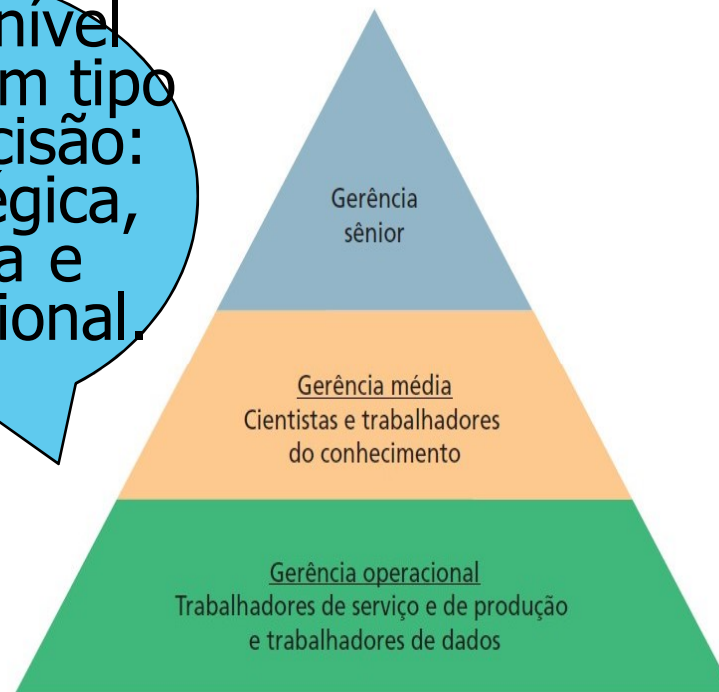 nível
m tipo
cisão:
égica,
a e
ional.
Gerência
sênior
Gerência média
Cientistas e trabalhadores
do conhecimento
Gerência operacional
Trabalhadores de serviço e de produção
e trabalhadores de dados